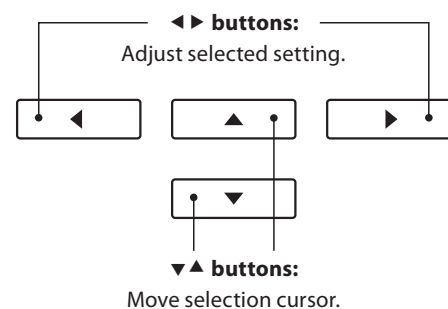 ◀▶ buttons:
Adjust selected setting.
▼▲ buttons:
Move selection cursor.